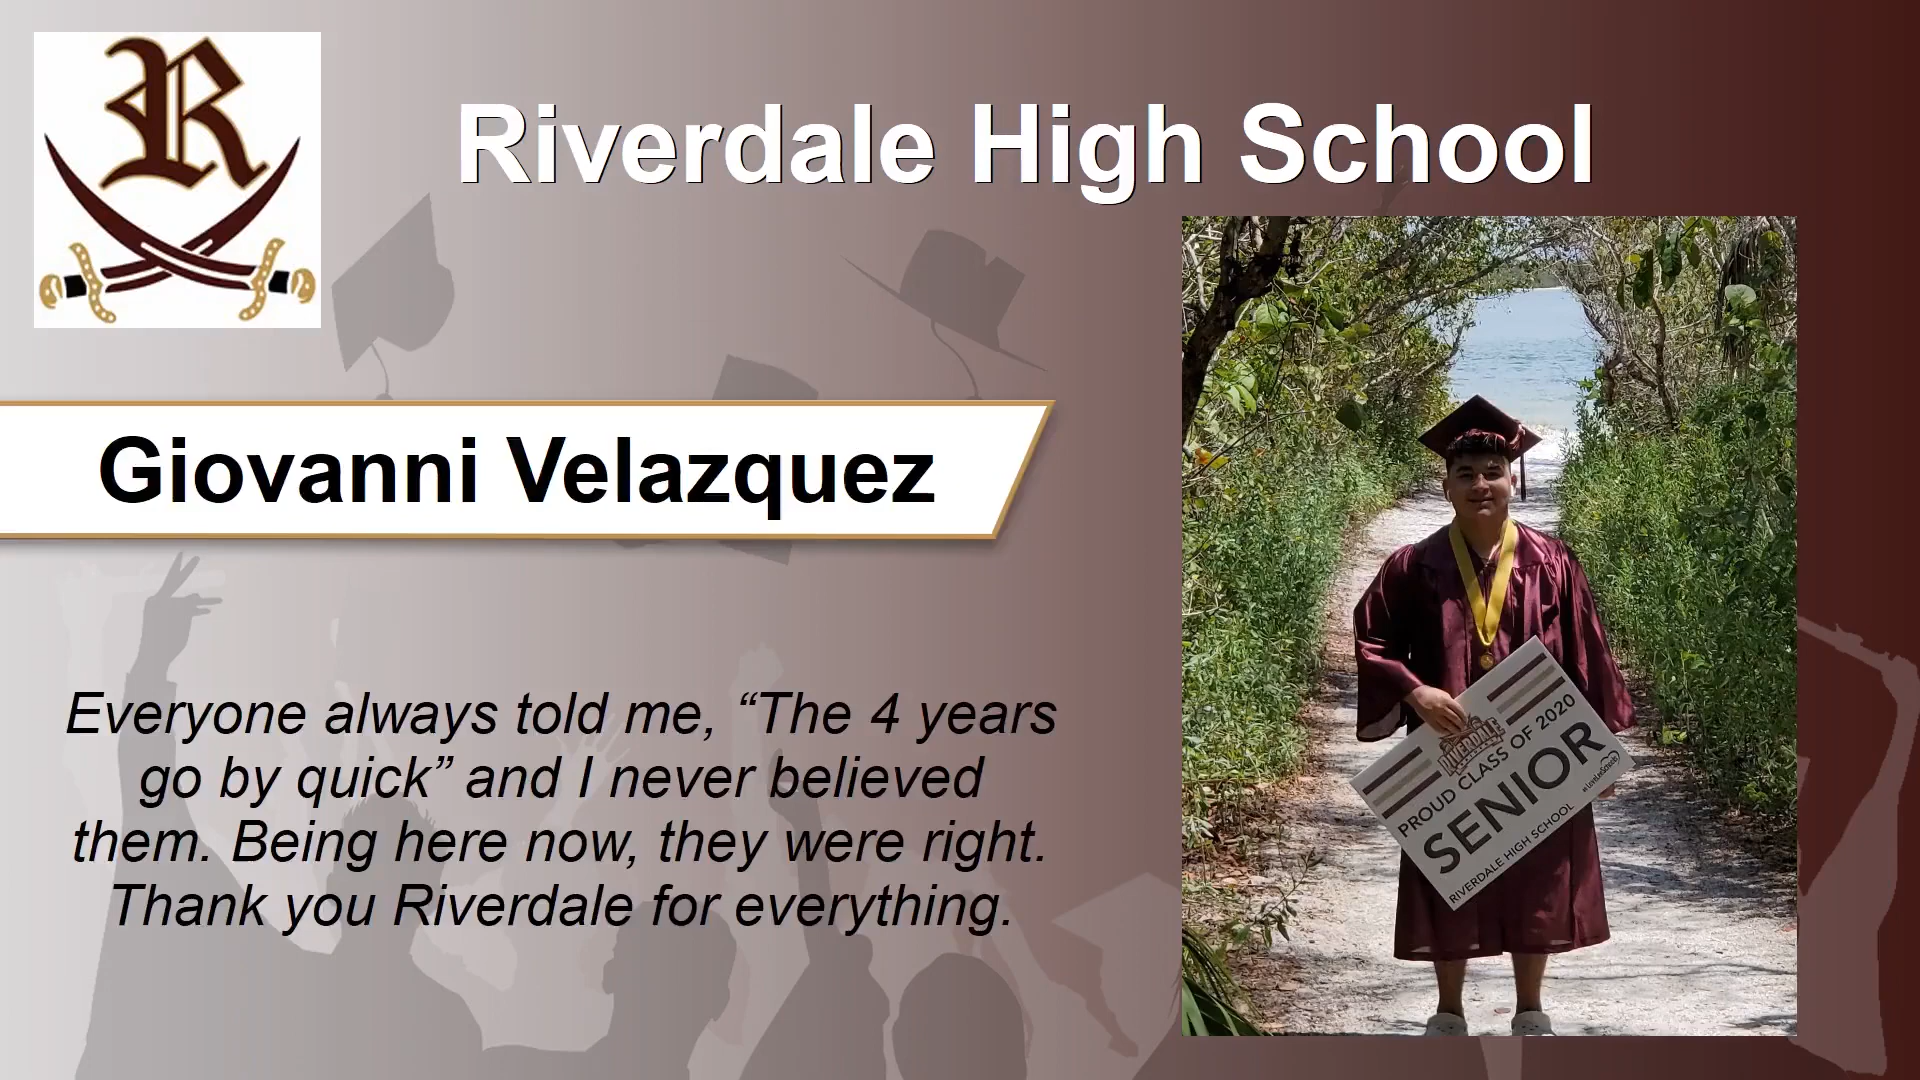 R
Riverdale High School
Giovanni Velazquez
Everyone always told me, “The 4 years
go by quick” and I never believed
them. Being here now, they were right.
Thank you Riverdale for everything.
RIVERDALE
PROUD CLASS OF 2020
SENIOR
RIVERDALE HIGH SCHOOL